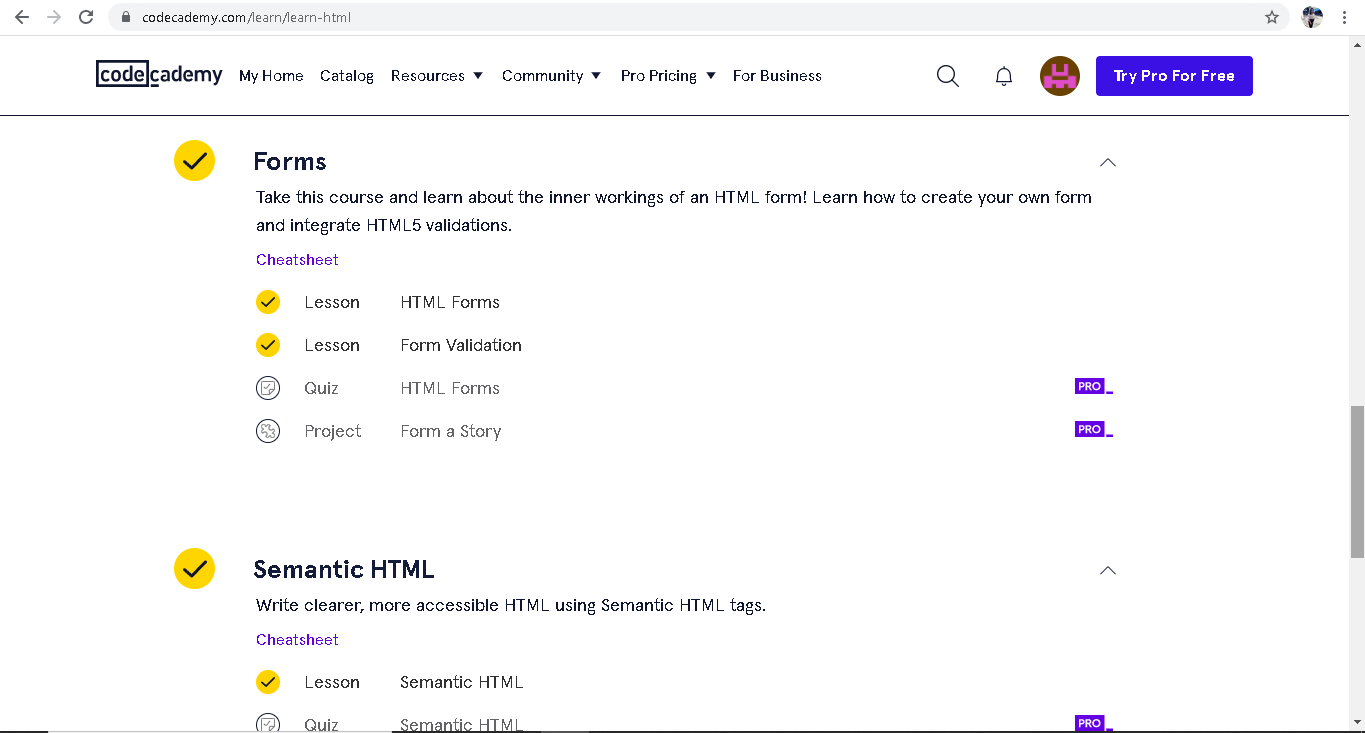 codecademy.com/learn/learn-html
codecademy My Home Catalog Resources Community Pro Pricing For Business Try Pro For Free
Forms
Take this course and learn about the inner workings of an HTML form! Learn how to create your own form
and integrate HTML5 validations.
Cheatsheet
Lesson HTML Forms
Lesson Form Validation
Quiz HTML Forms PRO
Project Form a Story PRO
Semantic HTML
Write clearer, more accessible HTML using Semantic HTML tags.
Cheatsheet
Lesson Semantic HTML
Quiz Semantic HTML PRO